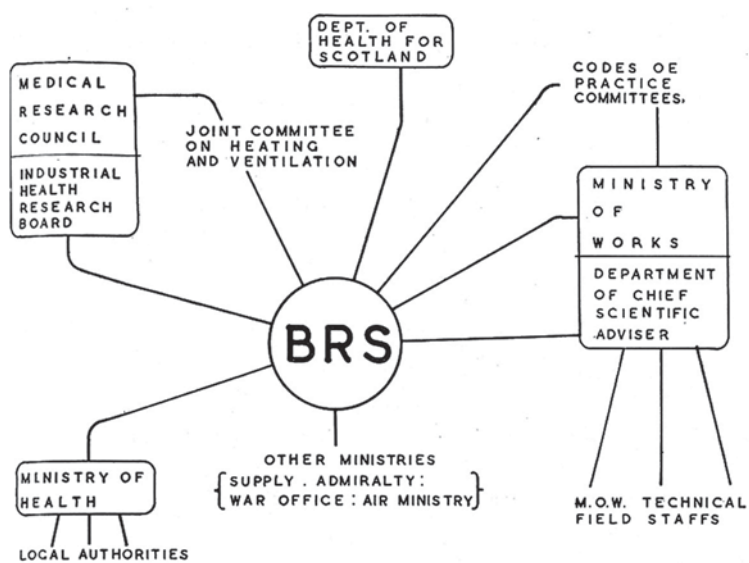 DEPT. OF
HEALTH FOR
SCOTLAND
MEDICAL
RESEARCH
COUNCIL
INDUSTRIAL
HEALTH
RESEARCH
BOARD
JOINT COMMITTEE
ON HEATING
AND VENTILATION
CODES OE
PRACTICE
COMMITTEES.
MINISTRY
OF
WORKS
DEPARTMENT
OF CHIEF
SCIENTIFIC
ADVISER
BRS
MINISTRY OF
HEALTH
LOCAL AUTHORITIES
OTHER MINISTRIES
{SUPPLY . ADMIRALTY:
WAR OFFICE : AIR MINISTRY}
M.O.W. TECHNICAL
FIELD STAFFS